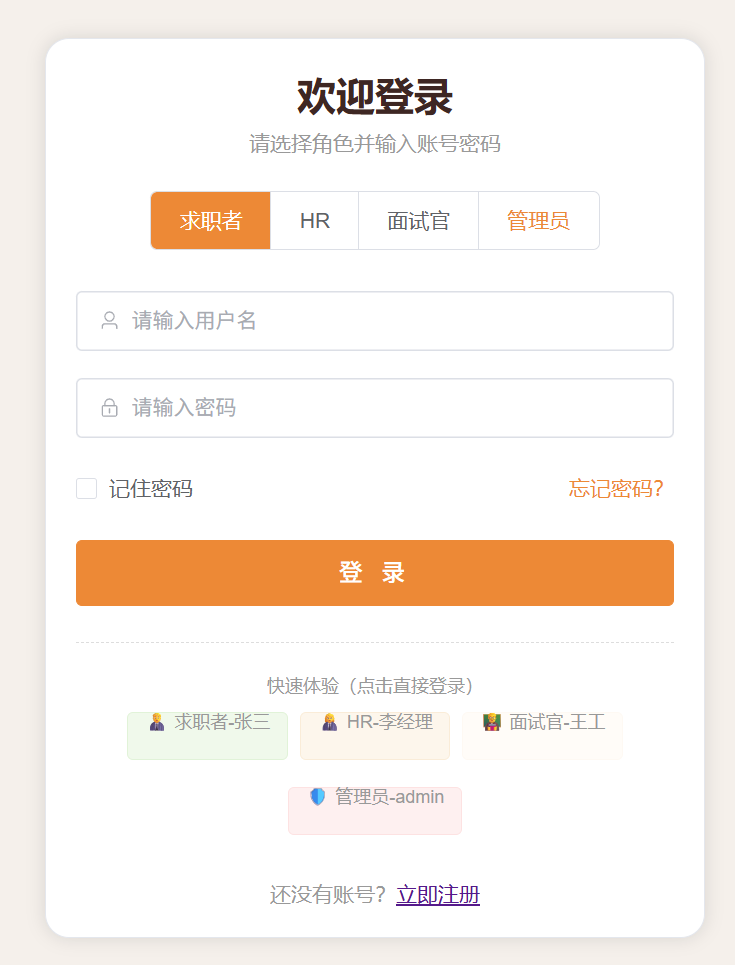 欢迎登录
请选择角色并输入账号密码
求职者 HR 面试官 管理员
请输入用户名
请输入密码
记住密码 忘记密码?
登 录
快速体验（点击直接登录）
求职者-张三 HR-李经理 面试官-王工
管理员-admin
还没有账号？立即注册